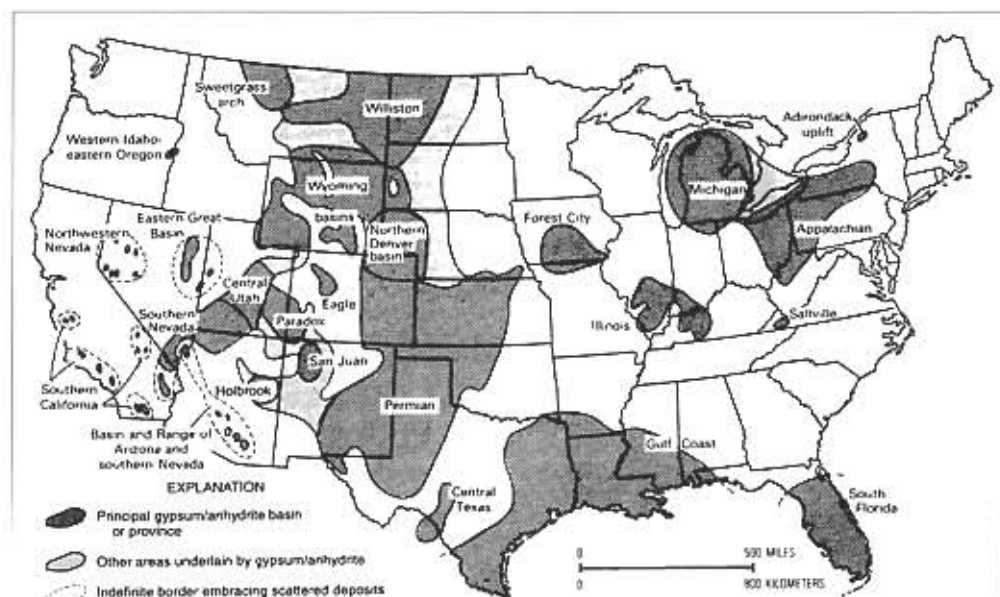 Sweetgrass
arch
Williston
Adirondack
uplift
Western Idaho-
eastern Oregon
Wyoming
basins
Michigan
Northwestern
Nevada
Eastern Great
Basin
Northern
Denver
basin
Forest City
Appalachian
Central
Utah
Eagle
Southern
Nevada
Paradox
Illinois
Saltville
San Juan
Southern
California
Holbrook
Permian
Basin and Range of
Arizona and
southern Nevada
Gulf Coast
Central
Texas
South
Florida
EXPLANATION
Principal gypsum/anhydrite basin
or province
Other areas underlain by gypsum/anhydrite
Indefinite border embracing scattered deposits
0 500 MILES
0 800 KILOMETERS